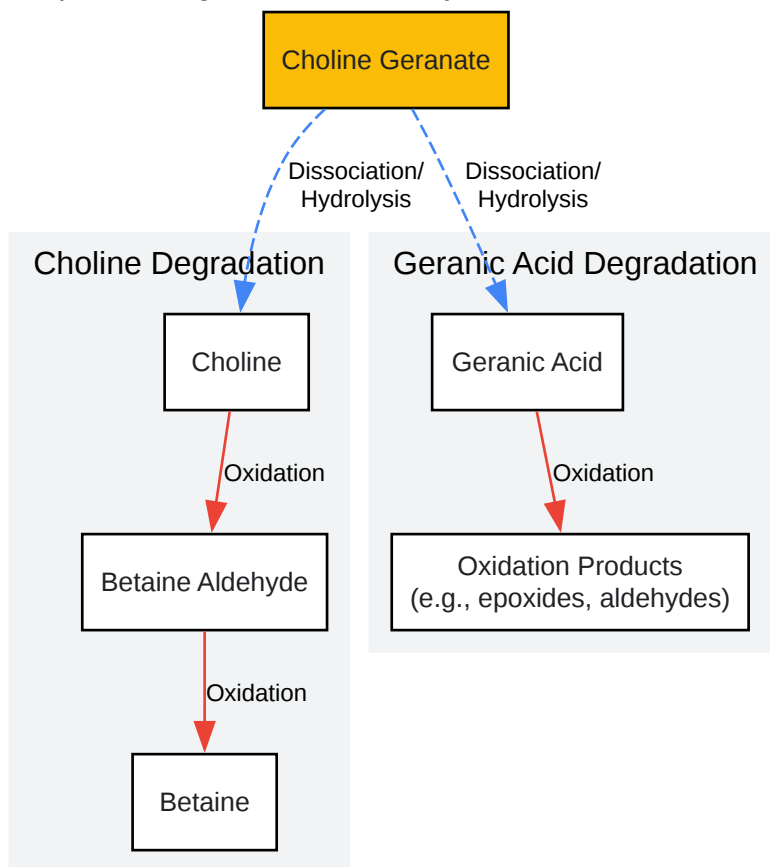 Choline Geranate
Dissociation/
Hydrolysis
Dissociation/
Hydrolysis
Choline Degradation
Geranic Acid Degradation
Choline
Geranic Acid
Oxidation
Oxidation
Betaine Aldehyde
Oxidation Products
(e.g., epoxides, aldehydes)
Oxidation
Betaine